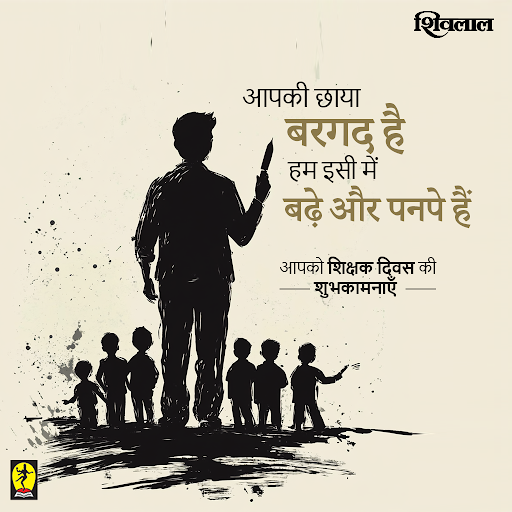 शिवलाल
आपकी छाया
बरगद है
हम इसी में
बढ़े और पनपे हैं
आपको शिक्षक दिवस की
शुभकामनाएँ